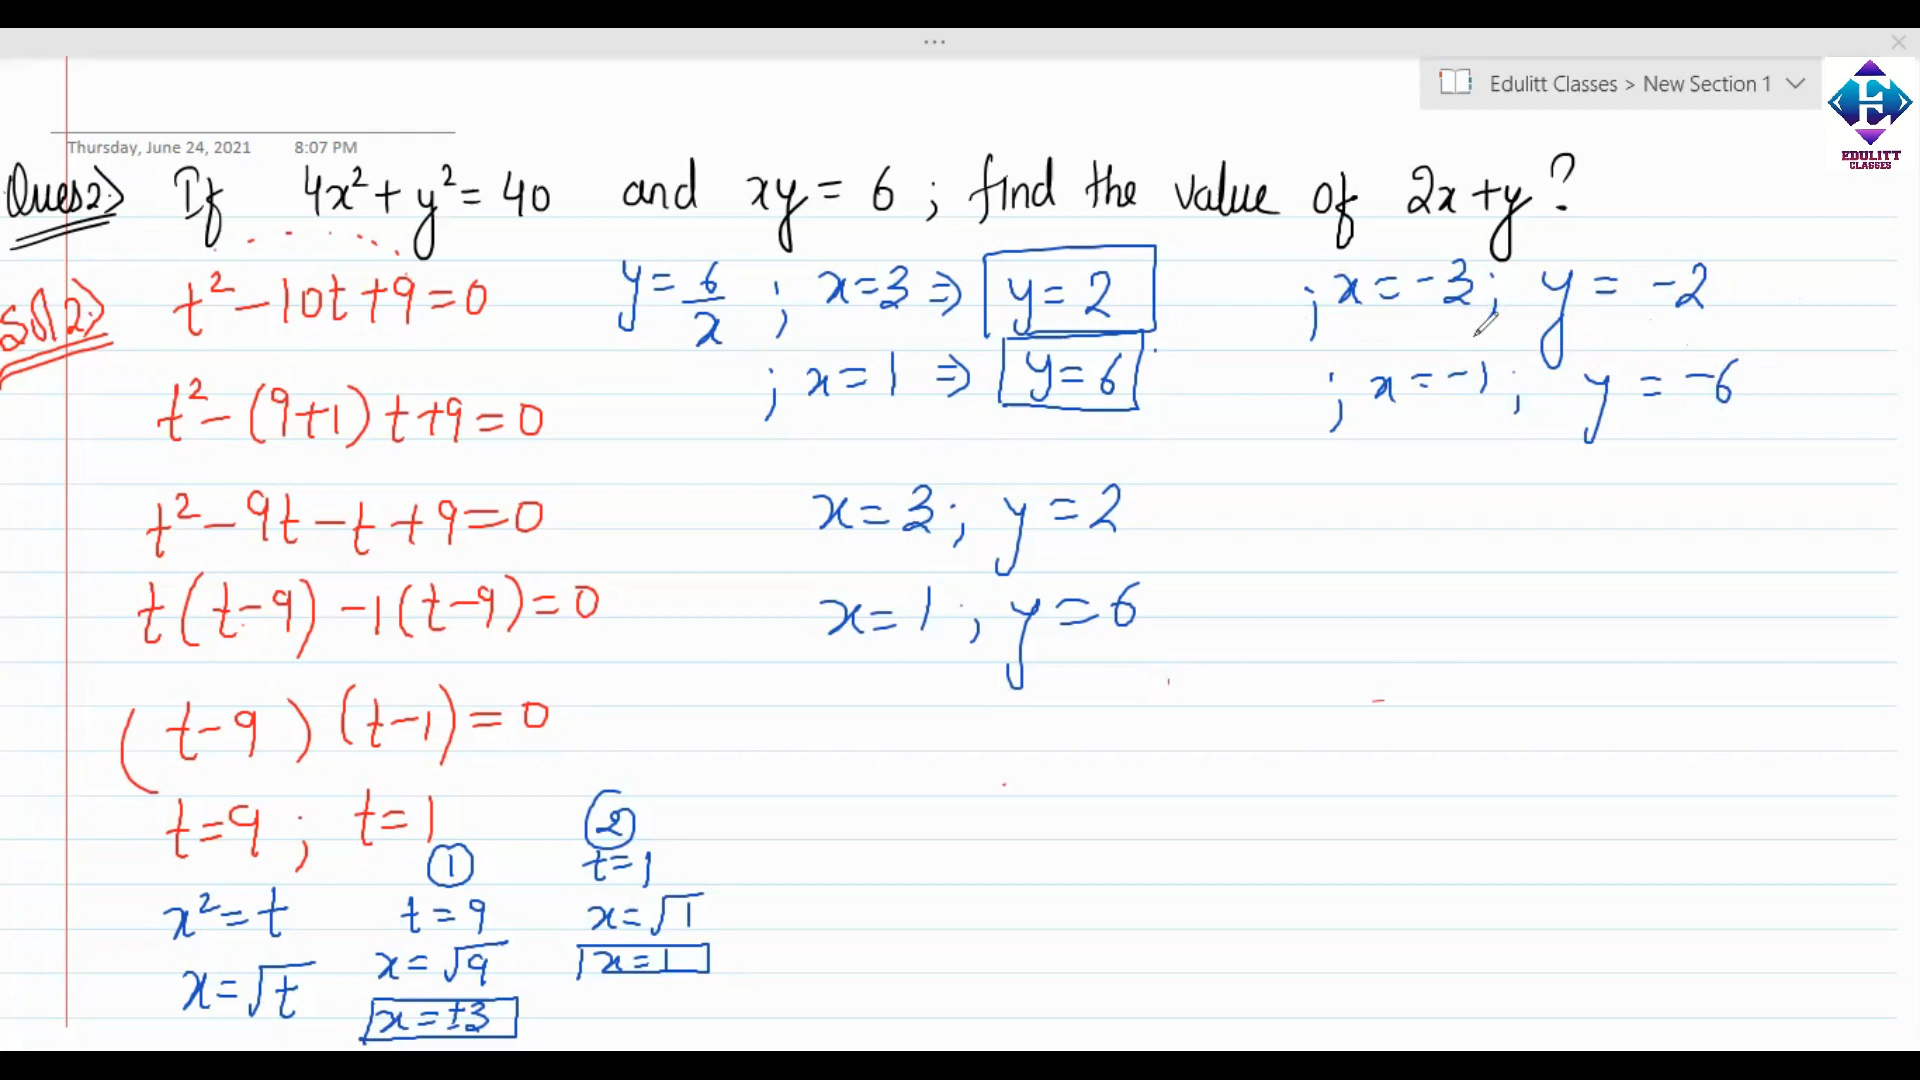 ...
Edulitt Classes > New Section 1
E
EDULITT
CLASSES
Thursday, June 24, 2021 8:07 PM
Ques2:> If 4x² + y² = 40 and xy = 6 ; find the value of 2x+y?
Sol2:>
t² - 10t + 9 = 0
t² - (9+1) t + 9 = 0
t² - 9t - t + 9 = 0
t (t-9) -1 (t-9) = 0
(t-9) (t-1) = 0
t=9 ; t=1
x² = t
x = √t
①
t = 9
x = √9
x = ±3
②
t = 1
x = √1
x = 1
y = 6/x ; x = 3 ⇒ y = 2 ; x = -3 ; y = -2
; x = 1 ⇒ y = 6 ; x = -1 ; y = -6
x = 3 ; y = 2
x = 1 ; y = 6